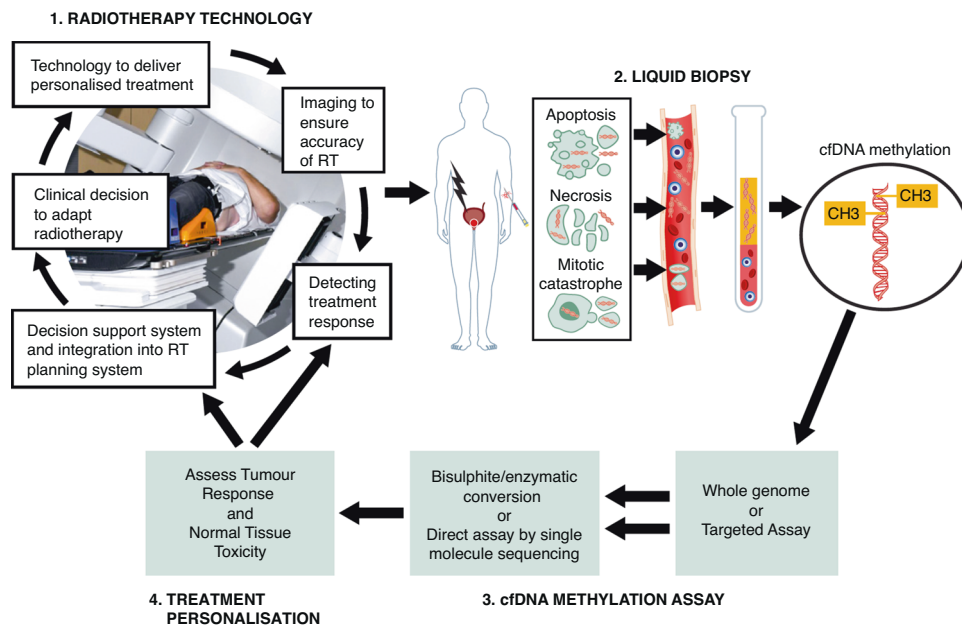 1. RADIOTHERAPY TECHNOLOGY
Technology to deliver
personalised treatment
Imaging to
ensure
accuracy
of RT
Clinical decision
to adapt
radiotherapy
Detecting
treatment
response
Decision support system
and integration into RT
planning system
2. LIQUID BIOPSY
Apoptosis
Necrosis
Mitotic
catastrophe
cfDNA methylation
CH3
CH3
Assess Tumour
Response
and
Normal Tissue
Toxicity
Bisulphite/enzymatic
conversion
or
Direct assay by single
molecule sequencing
Whole genome
or
Targeted Assay
4. TREATMENT
PERSONALISATION
3. cfDNA METHYLATION ASSAY